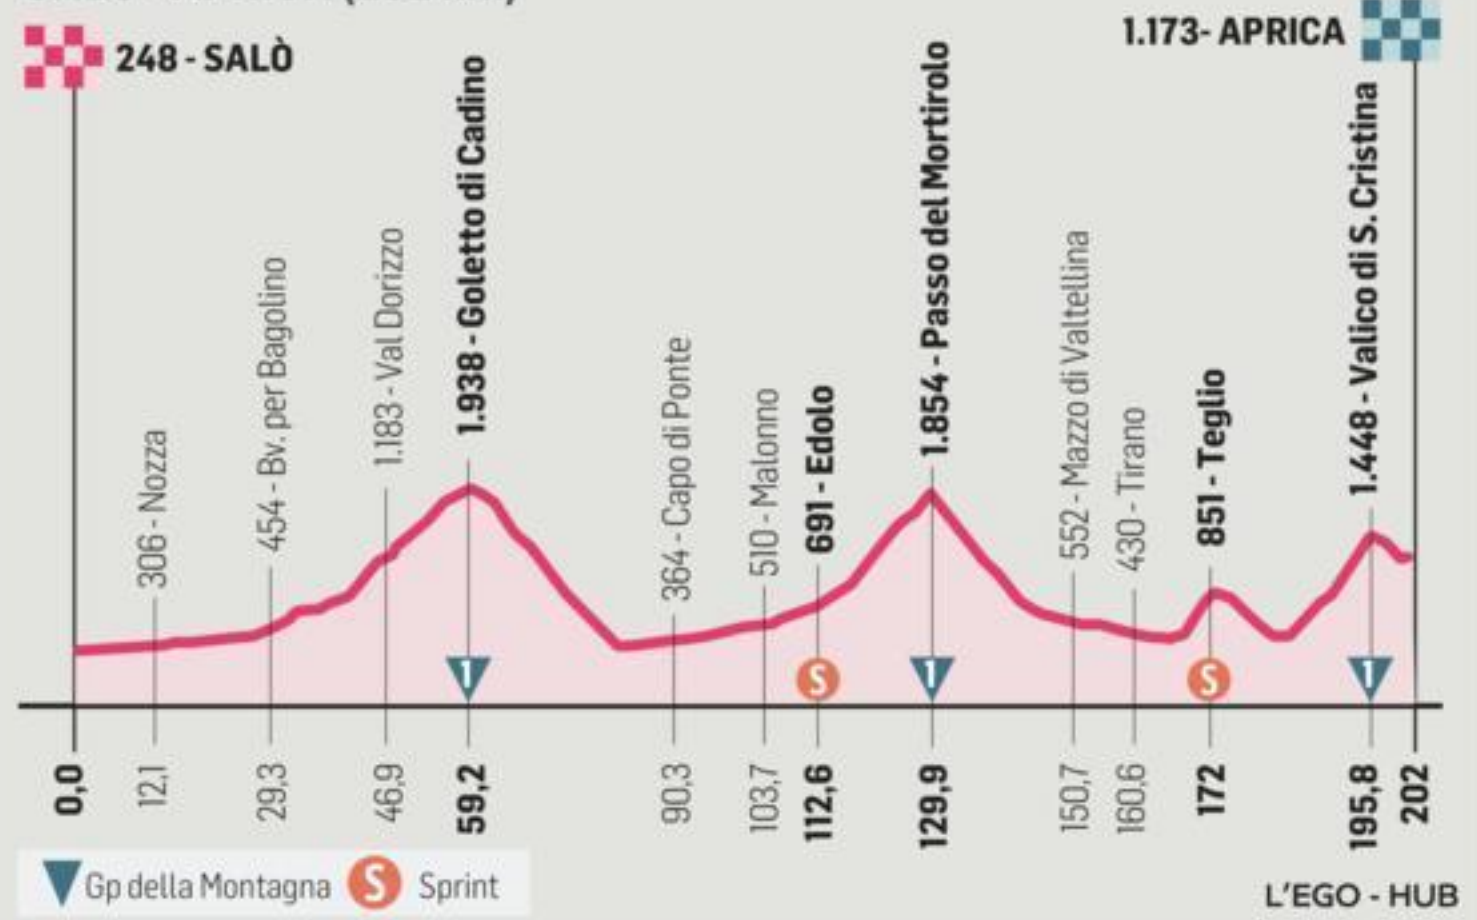 248 - SALÒ
1.173- APRICA
306 - Nozza
454 - Bv. per Bagolino
1.183 - Val Dorizzo
1.938 - Goletto di Cadino
364 - Capo di Ponte
510 - Malonno
691 - Edolo
1.854 - Passo del Mortirolo
552 - Mazzo di Valtellina
430 - Tirano
851 - Teglio
1.448 - Valico di S. Cristina
1
S
1
S
1
0,0
12,1
29,3
46,9
59,2
90,3
103,7
112,6
129,9
150,7
160,6
172
195,8
202
Gp della Montagna
S Sprint
L'EGO - HUB